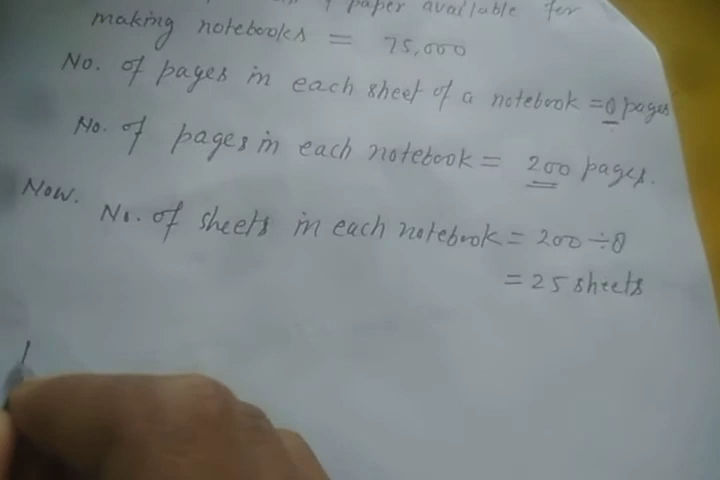 paper available for
making notebooks = 75,000
No. of pages in each sheet of a notebook = 8 pages
No. of pages in each notebook = 200 pages.
Now.
No. of sheets in each notebook = 200 ÷ 8
= 25 sheets